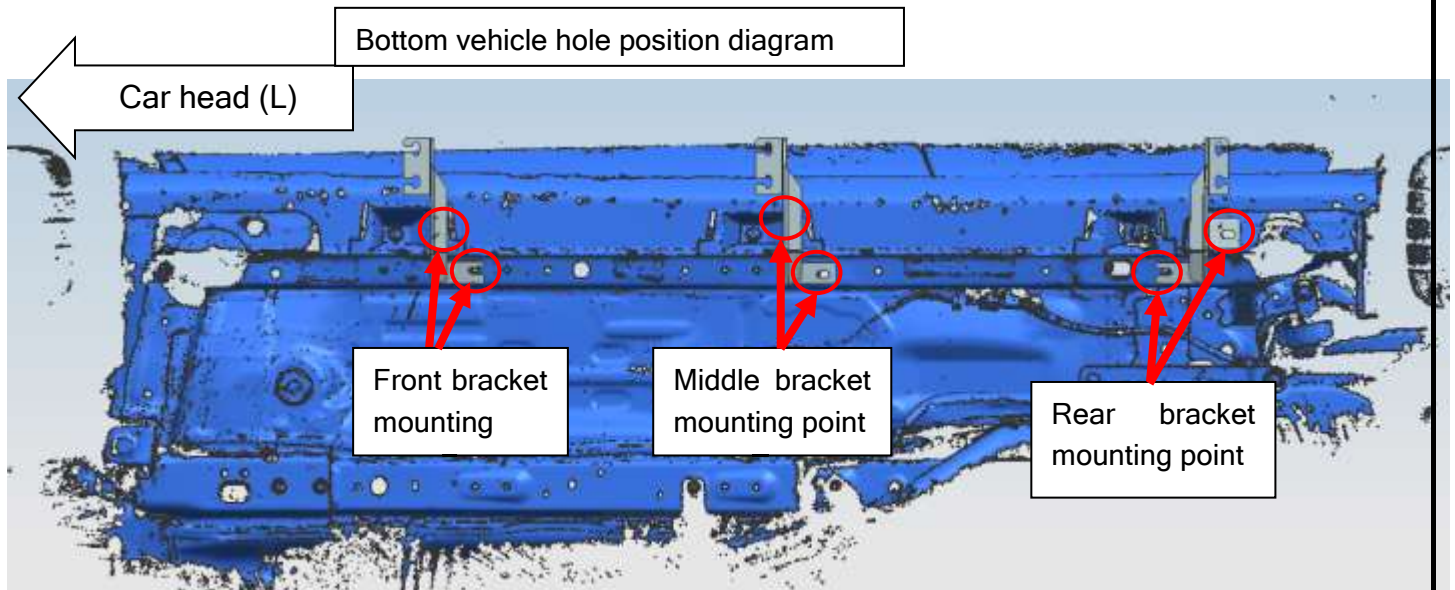 Bottom vehicle hole position diagram
Car head (L)
Front bracket
mounting
Middle bracket
mounting point
Rear bracket
mounting point